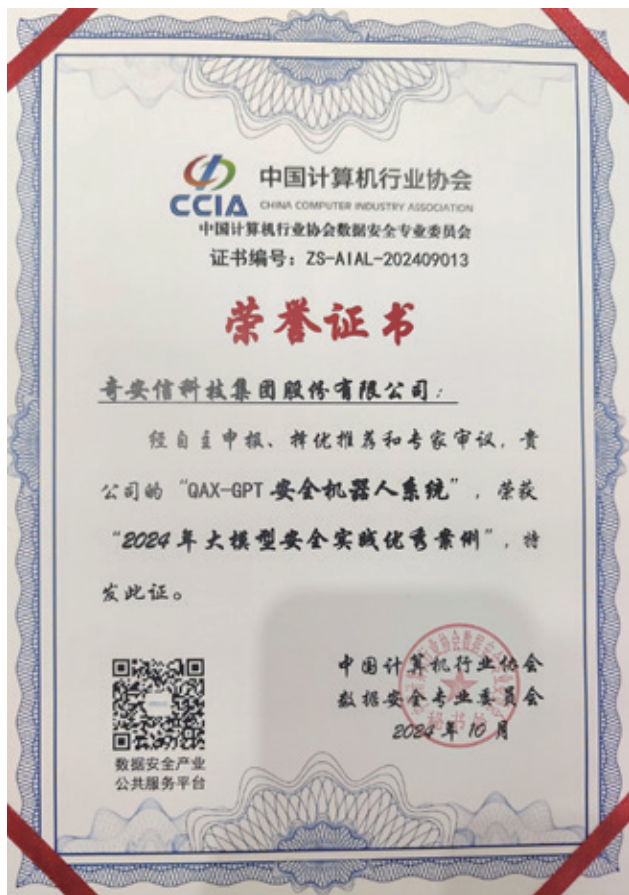 中国计算机行业协会
CCIA
CHINA COMPUTER INDUSTRY ASSOCIATION
中国计算机行业协会数据安全专业委员会
证书编号：ZS-AIAL-202409013
荣誉证书
奇安信科技集团股份有限公司：
经自主申报、择优推荐和专家审议，贵
公司的“QAX-GPT 安全机器人系统”，荣获
“2024 年大模型安全实践优秀案例”，特
发此证。
中国计算机行业协会
数据安全专业委员会
2024 年 10 月
秘书处
数据安全产业
公共服务平台